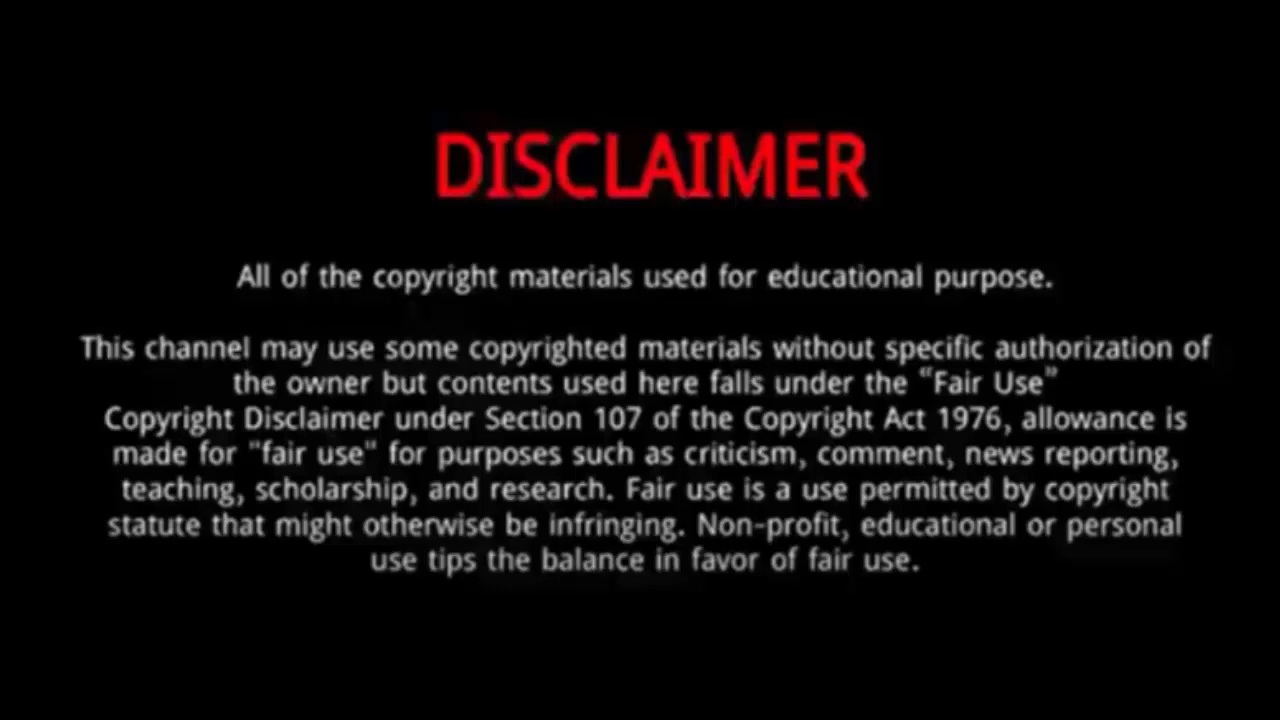 DISCLAIMER
All of the copyright materials used for educational purpose.
This channel may use some copyrighted materials without specific authorization of
the owner but contents used here falls under the “Fair Use”
Copyright Disclaimer under Section 107 of the Copyright Act 1976, allowance is
made for "fair use" for purposes such as criticism, comment, news reporting,
teaching, scholarship, and research. Fair use is a use permitted by copyright
statute that might otherwise be infringing. Non-profit, educational or personal
use tips the balance in favor of fair use.